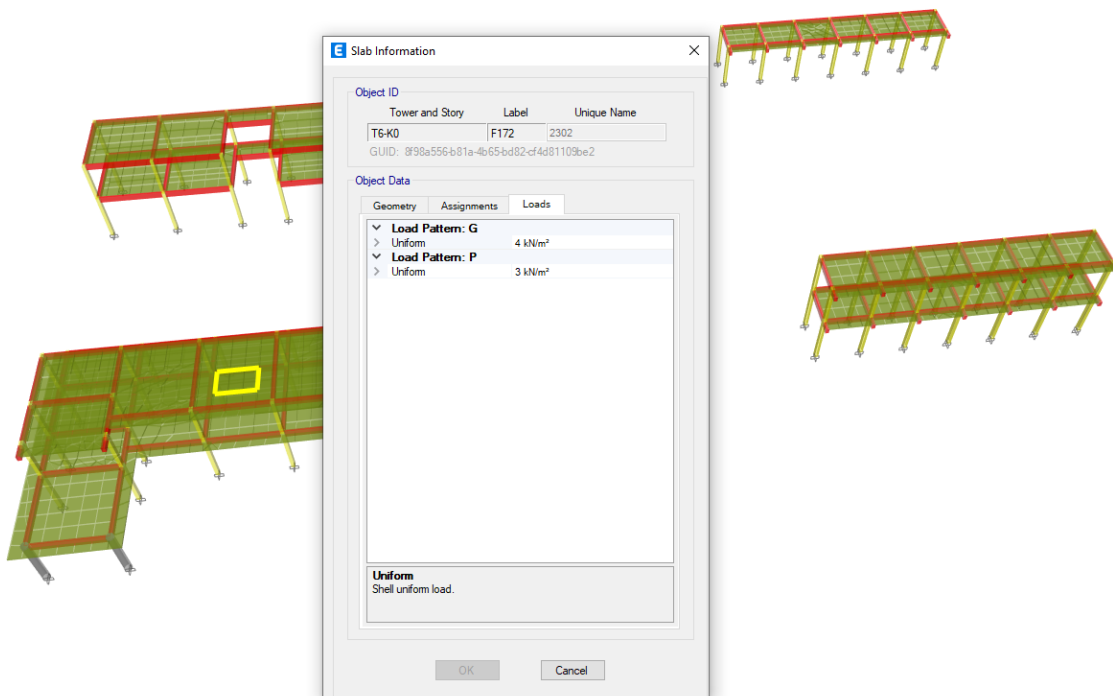 E Slab Information
Object ID
Tower and Story Label Unique Name
T6-K0 F172 2302
GUID: 8f98a556-b81a-4b65-bd82-cf4d81109be2
Object Data
Geometry Assignments Loads
Load Pattern: G
Uniform 4 kN/m²
Load Pattern: P
Uniform 3 kN/m²
Uniform
Shell uniform load.
OK Cancel